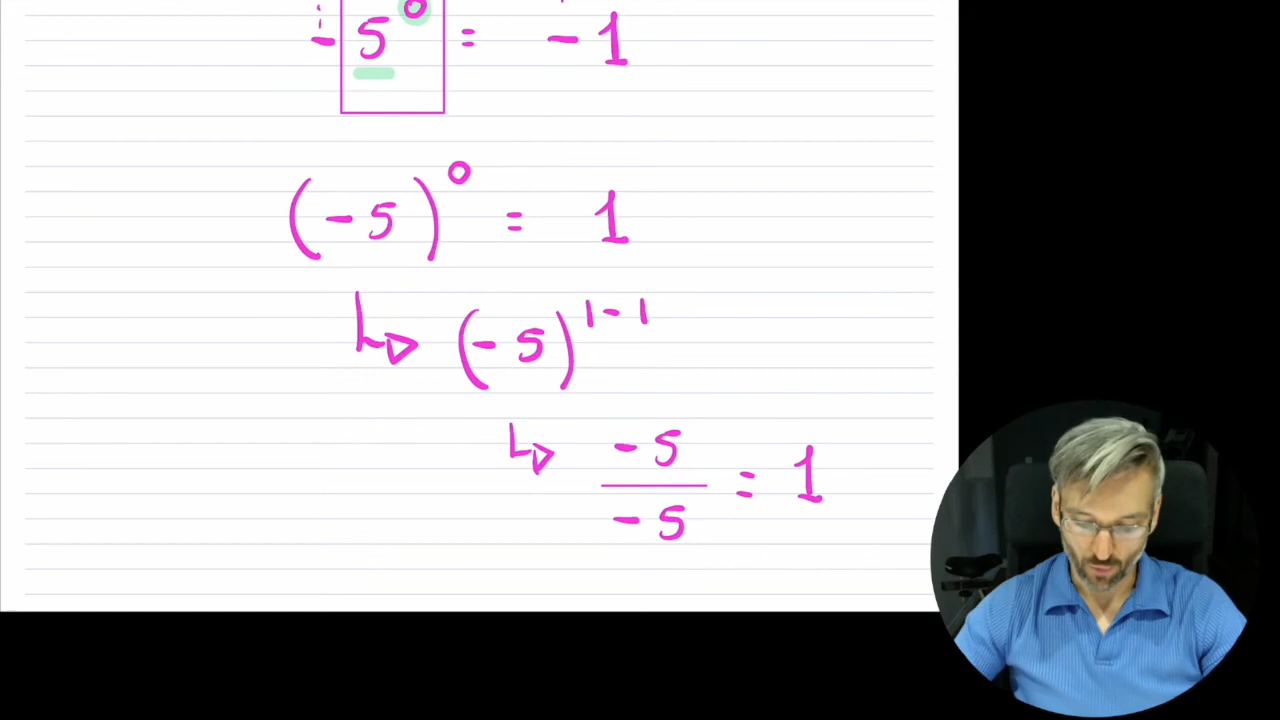 - 5⁰ = - 1
(- 5)⁰ = 1
(- 5)¹⁻¹
- 5
—
- 5
= 1